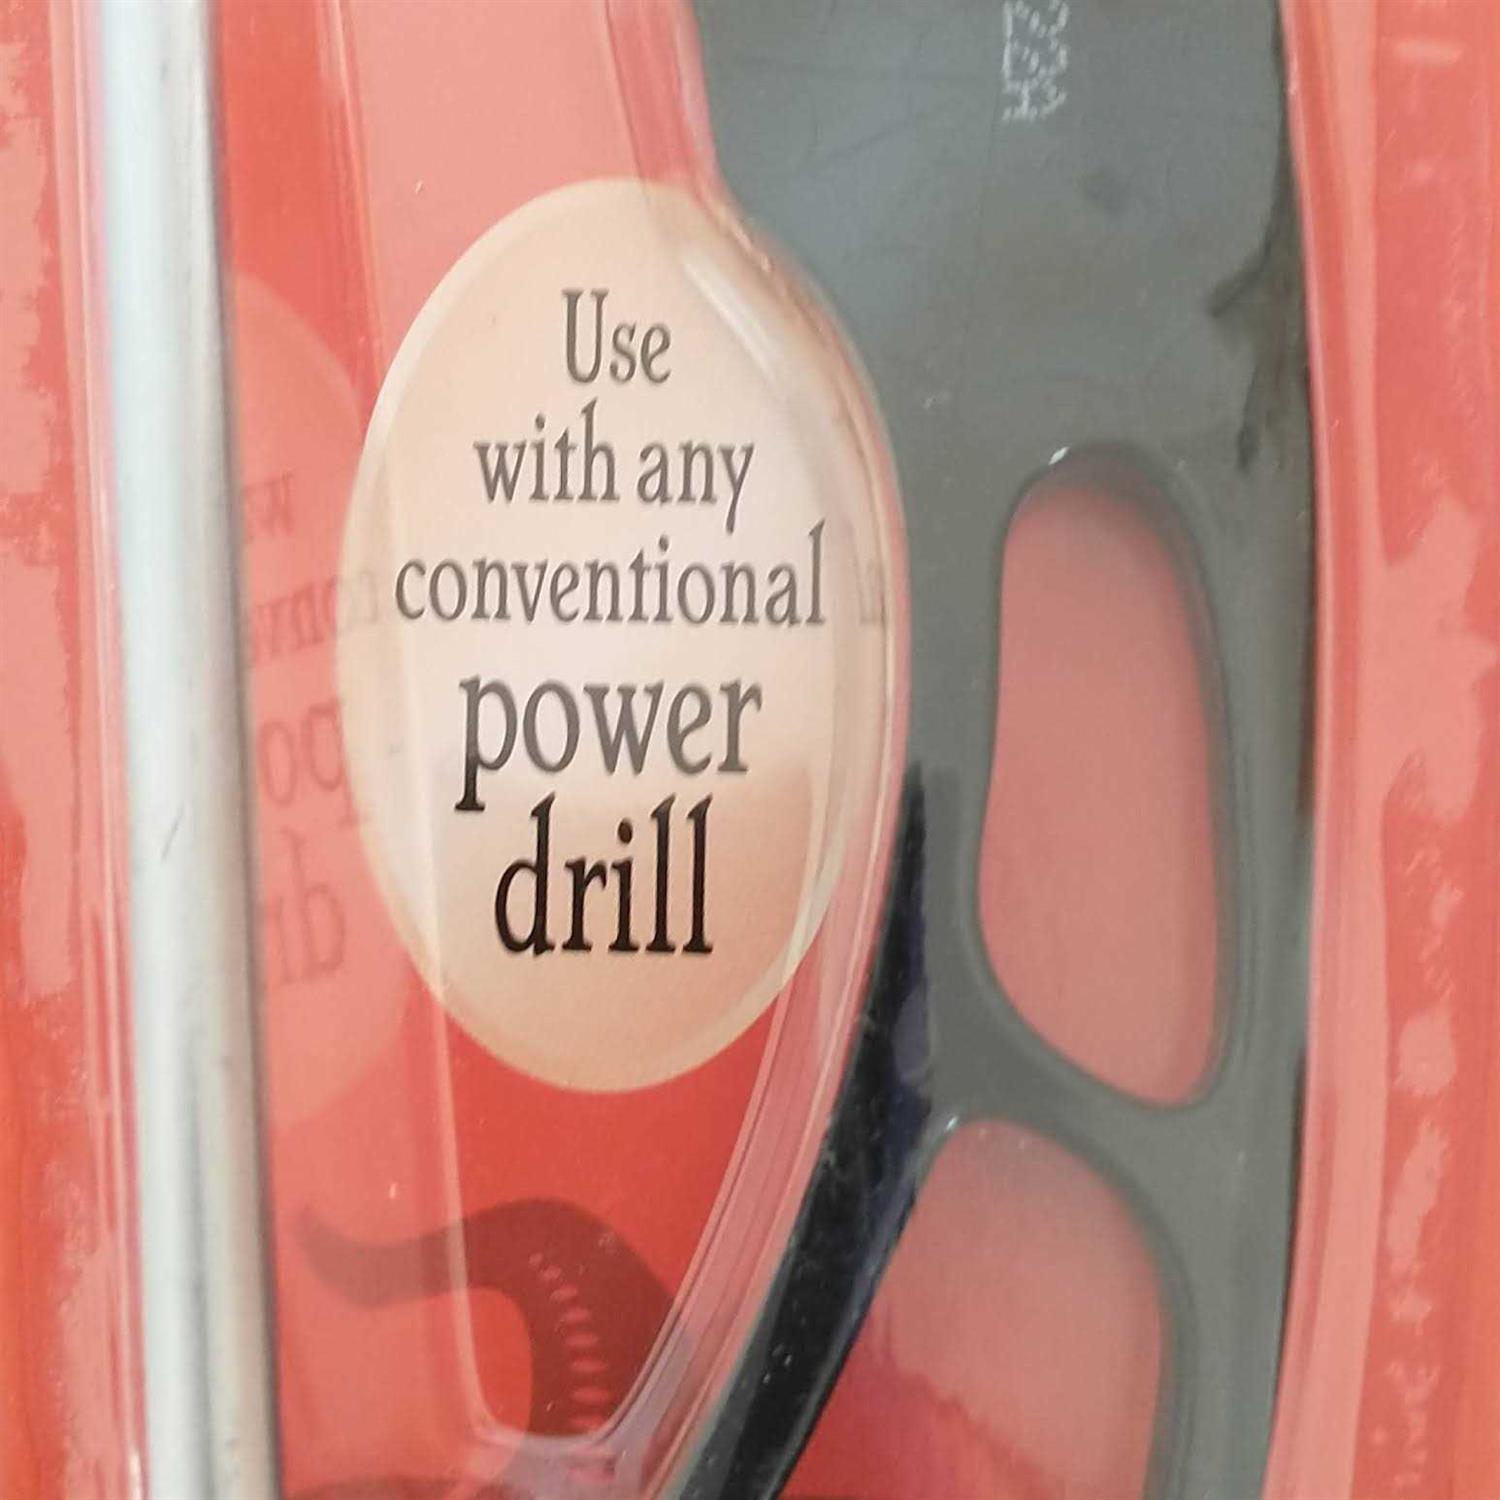 Use
with any
conventional
power
drill